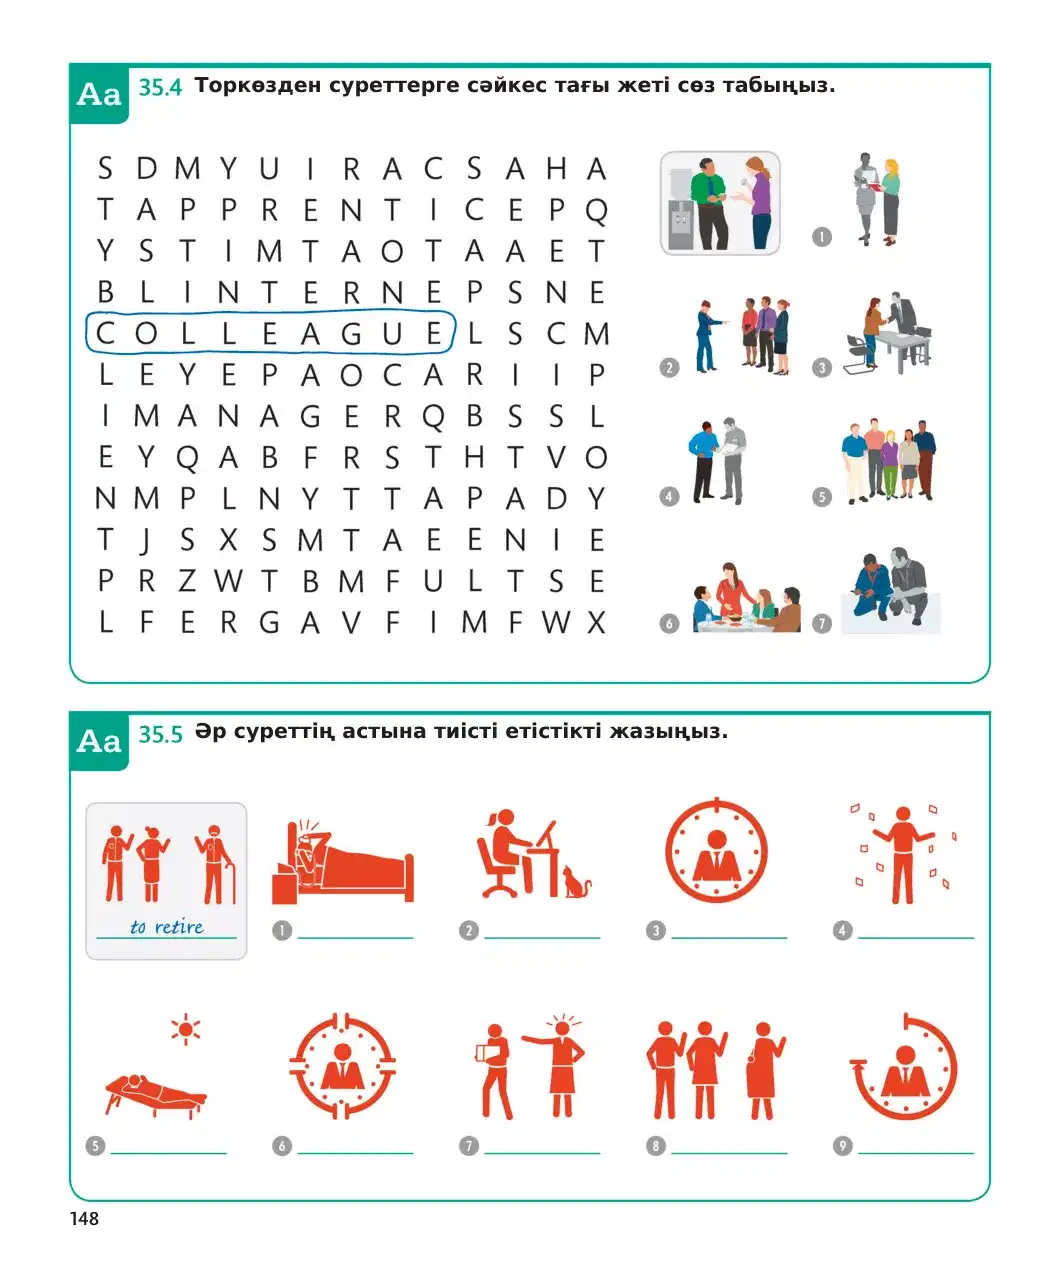 Aa 35.4 Торкөзден суреттерге сәйкес тағы жеті сөз табыңыз.
S D M Y U I R A C S A H A
T A P P R E N T I C E P Q
Y S T I M T A O T A A E T
B L I N T E R N E P S N E
C O L L E A G U E L S C M
L E Y E P A O C A R I I P
I M A N A G E R Q B S S L
E Y Q A B F R S T H T V O
N M P L N Y T T A P A D Y
T J S X S M T A E E N I E
P R Z W T B M F U L T S E
L F E R G A V F I M F W X
1
2
3
4
5
6
7
Aa 35.5 Әр суреттің астына тиісті етістікті жазыңыз.
to retire
1
2
3
4
5
6
7
8
9
148